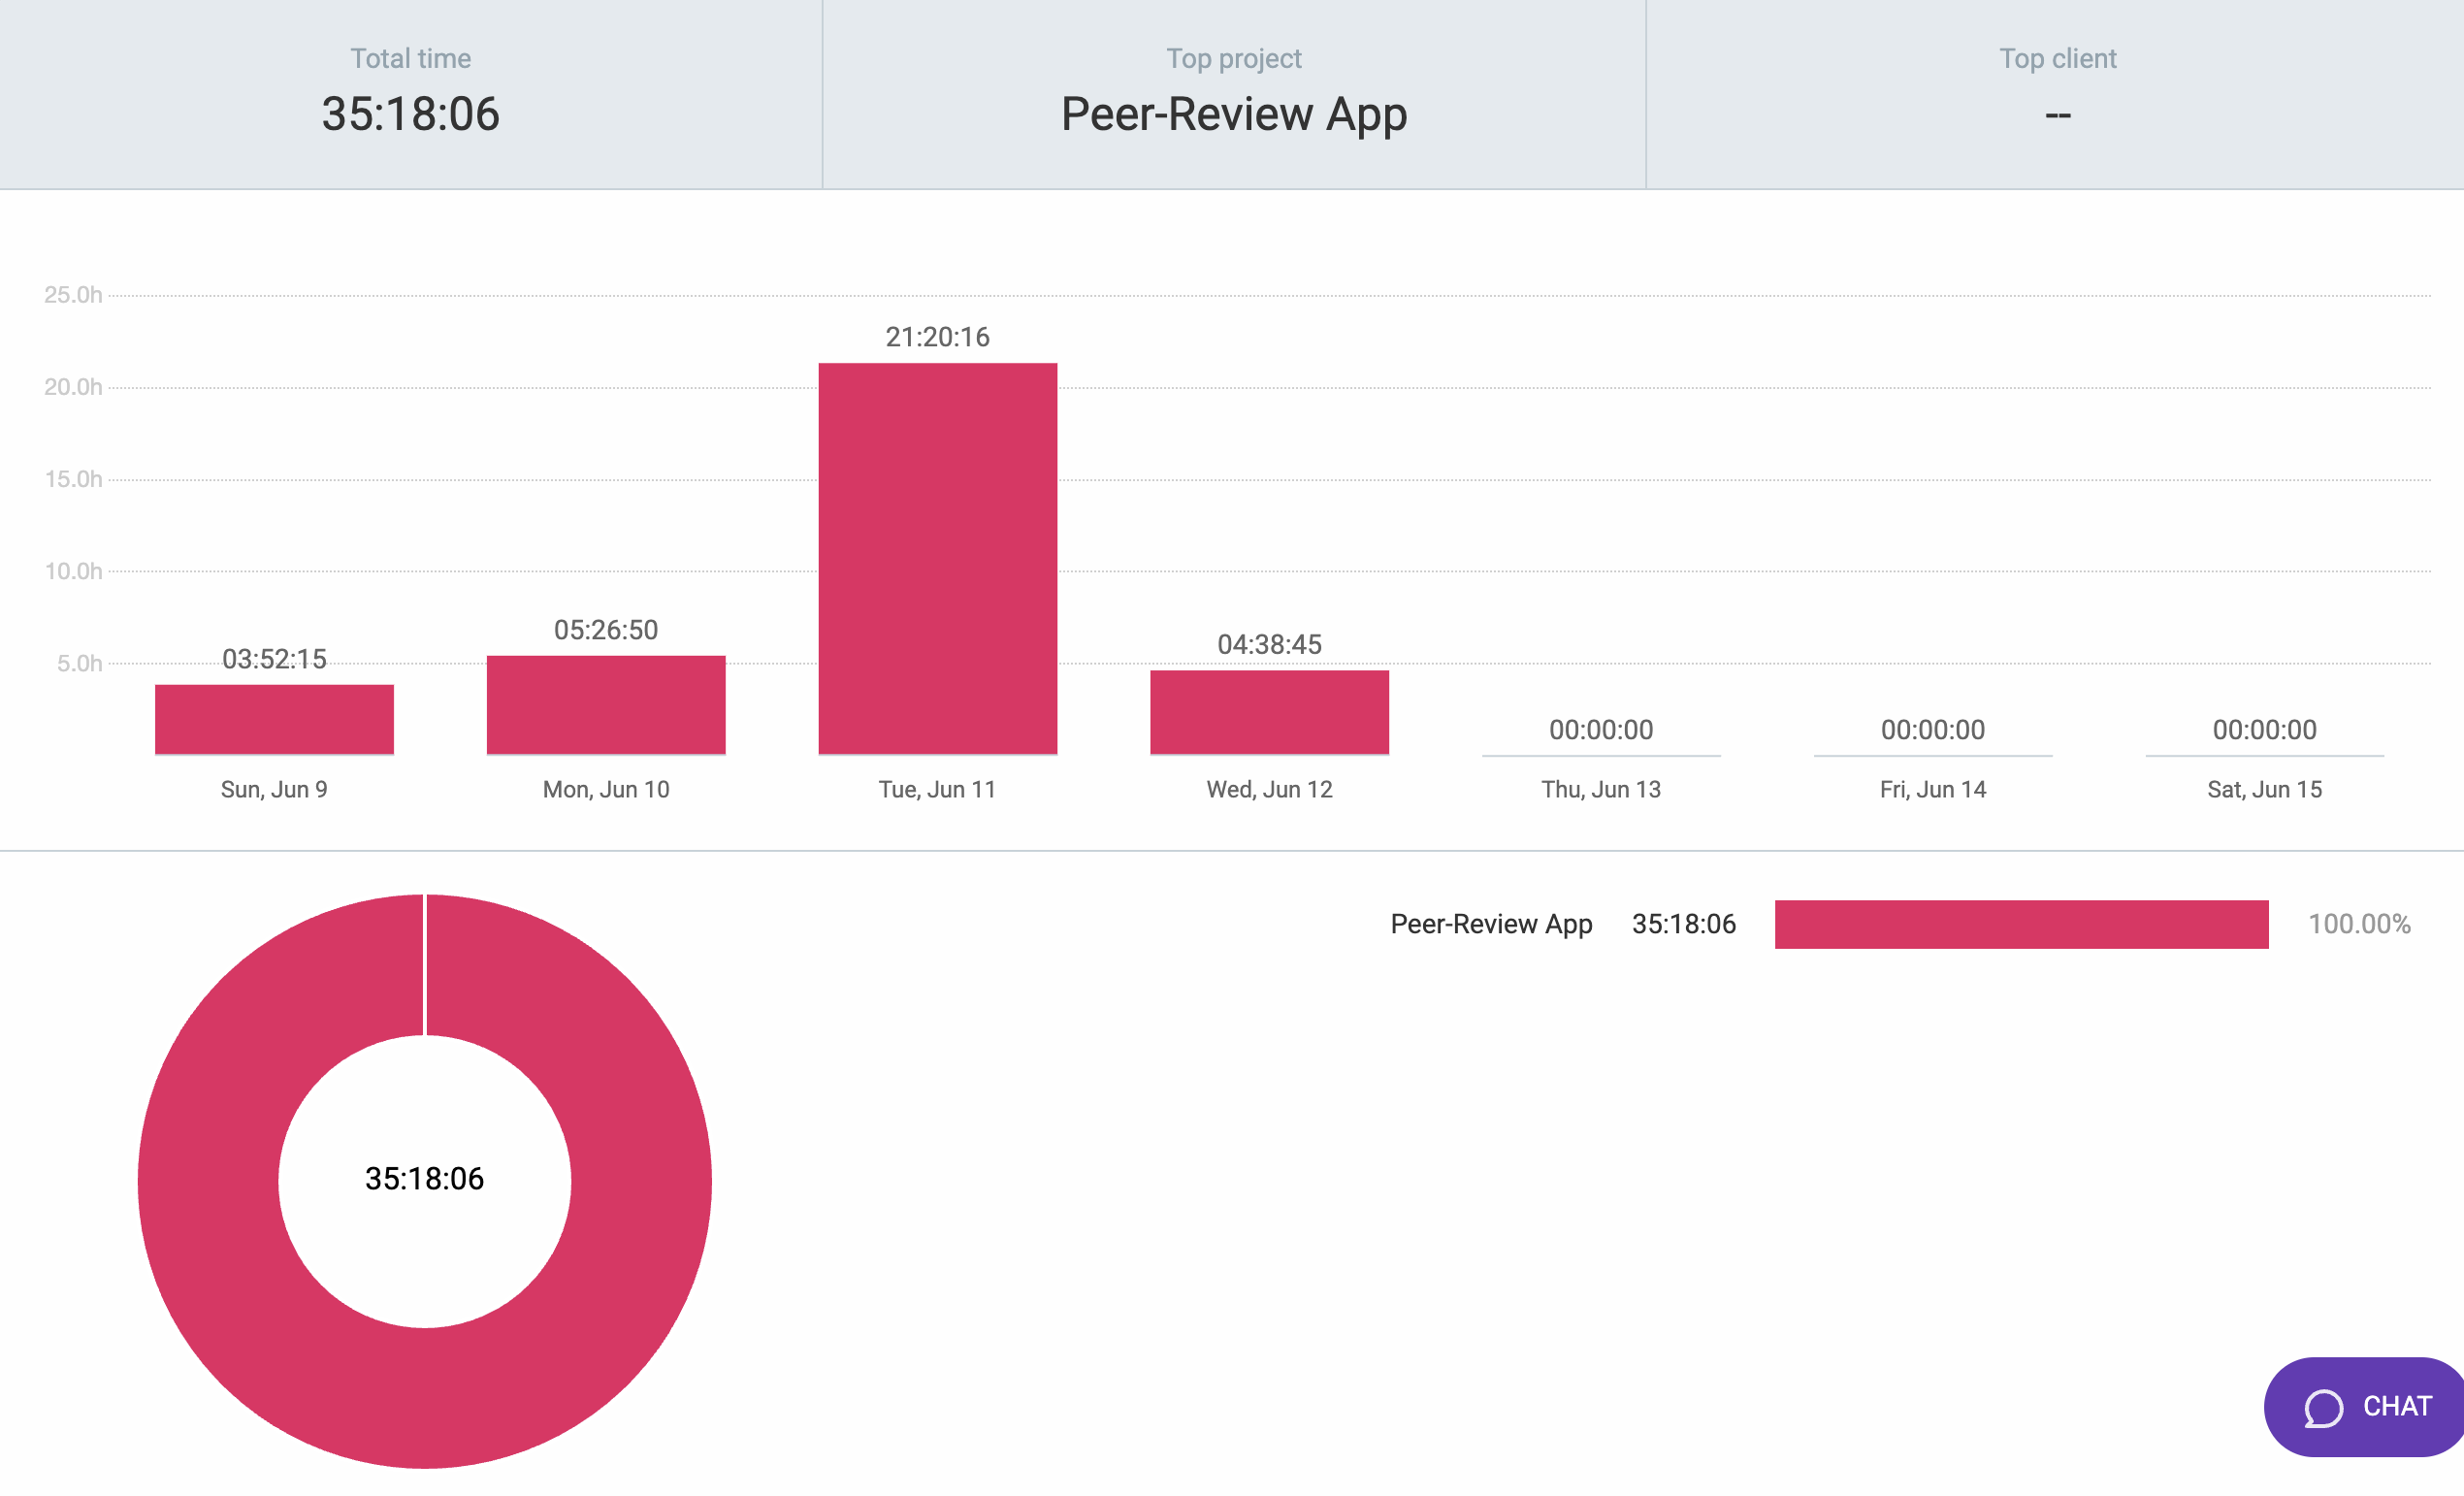 Total time
35:18:06
Top project
Peer-Review App
Top client
--
25.0h
20.0h
15.0h
10.0h
5.0h
03:52:15
05:26:50
21:20:16
04:38:45
00:00:00
00:00:00
00:00:00
Sun, Jun 9
Mon, Jun 10
Tue, Jun 11
Wed, Jun 12
Thu, Jun 13
Fri, Jun 14
Sat, Jun 15
35:18:06
Peer-Review App 35:18:06 100.00%
CHAT